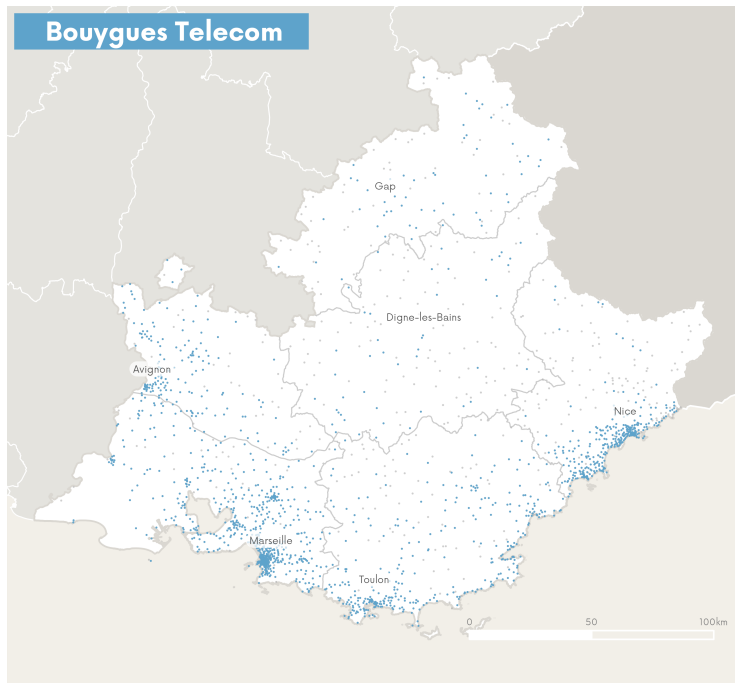 Bouygues Telecom
Gap
Digne-les-Bains
Avignon
Nice
Marseille
Toulon
0 50 100km